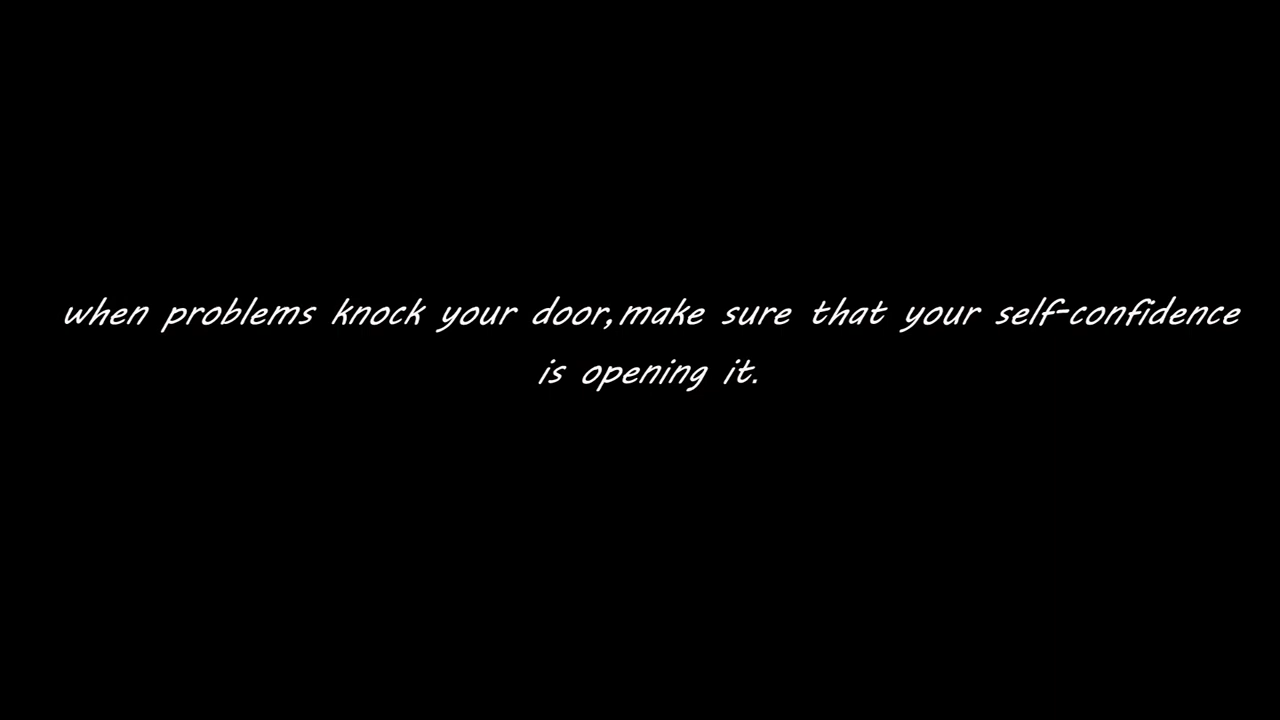 when problems knock your door,make sure that your self-confidence
is opening it.